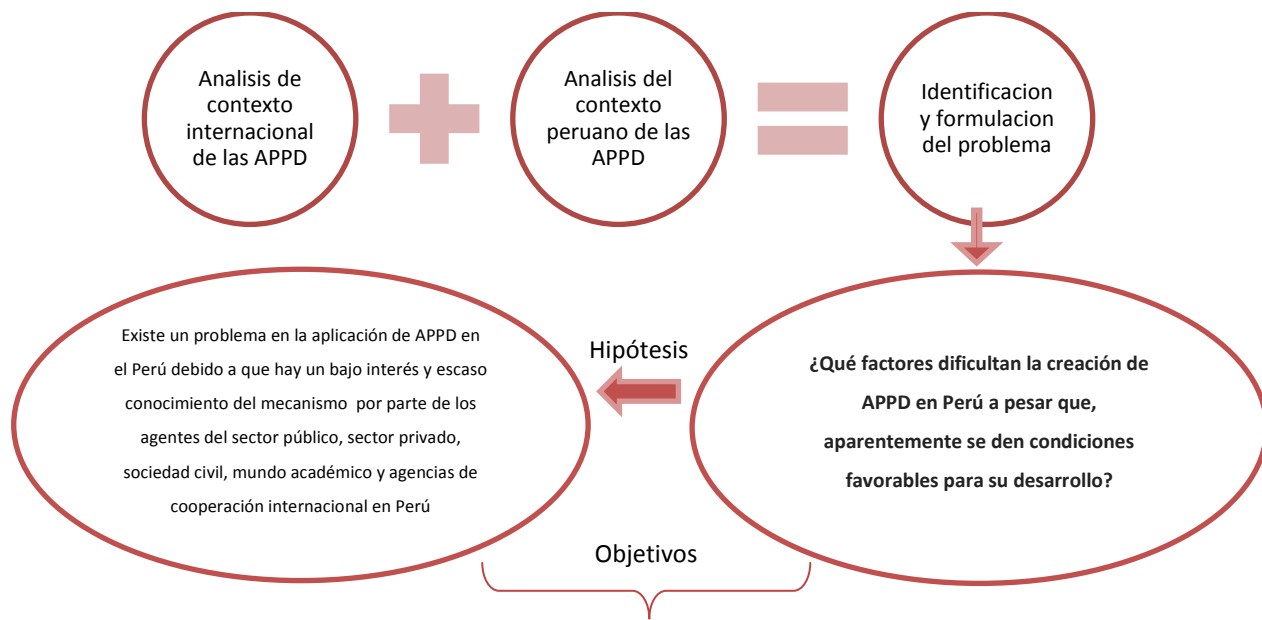 Analisis de
contexto
internacional
de las APPD
Analisis del
contexto
peruano de las
APPD
Identificacion
y formulacion
del problema
Existe un problema en la aplicación de APPD en
el Perú debido a que hay un bajo interés y escaso
conocimiento del mecanismo por parte de los
agentes del sector público, sector privado,
sociedad civil, mundo académico y agencias de
cooperación internacional en Perú
Hipótesis
¿Qué factores dificultan la creación de
APPD en Perú a pesar que,
aparentemente se den condiciones
favorables para su desarrollo?
Objetivos